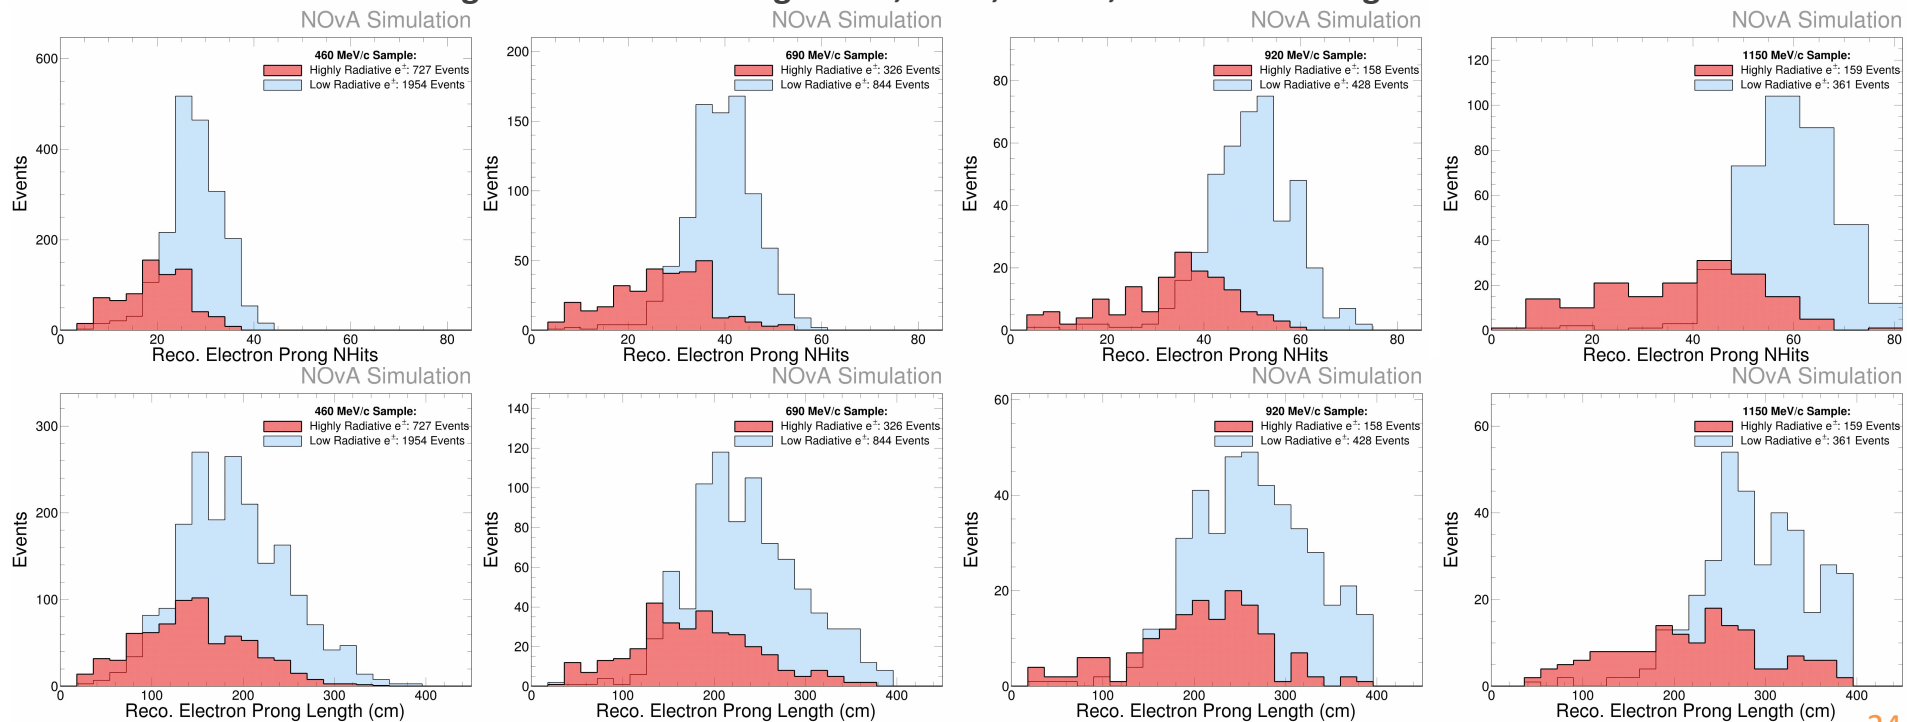 NOvA Simulation
460 MeV/c Sample:
Highly Radiative e±: 727 Events
Low Radiative e±: 1954 Events
600
400
200
0
Events
0 20 40 60 80
Reco. Electron Prong NHits
NOvA Simulation
690 MeV/c Sample:
Highly Radiative e±: 326 Events
Low Radiative e±: 844 Events
200
150
100
50
0
Events
0 20 40 60 80
Reco. Electron Prong NHits
NOvA Simulation
920 MeV/c Sample:
Highly Radiative e±: 158 Events
Low Radiative e±: 428 Events
80
60
40
20
0
Events
0 20 40 60 80
Reco. Electron Prong NHits
NOvA Simulation
1150 MeV/c Sample:
Highly Radiative e±: 159 Events
Low Radiative e±: 361 Events
120
100
80
60
40
20
0
Events
0 20 40 60 80
Reco. Electron Prong NHits
NOvA Simulation
460 MeV/c Sample:
Highly Radiative e±: 727 Events
Low Radiative e±: 1954 Events
300
200
100
0
Events
0 100 200 300 400
Reco. Electron Prong Length (cm)
NOvA Simulation
690 MeV/c Sample:
Highly Radiative e±: 326 Events
Low Radiative e±: 844 Events
140
120
100
80
60
40
20
0
Events
0 100 200 300 400
Reco. Electron Prong Length (cm)
NOvA Simulation
920 MeV/c Sample:
Highly Radiative e±: 158 Events
Low Radiative e±: 428 Events
60
40
20
0
Events
0 100 200 300 400
Reco. Electron Prong Length (cm)
NOvA Simulation
1150 MeV/c Sample:
Highly Radiative e±: 159 Events
Low Radiative e±: 361 Events
60
40
20
0
Events
0 100 200 300 400
Reco. Electron Prong Length (cm)